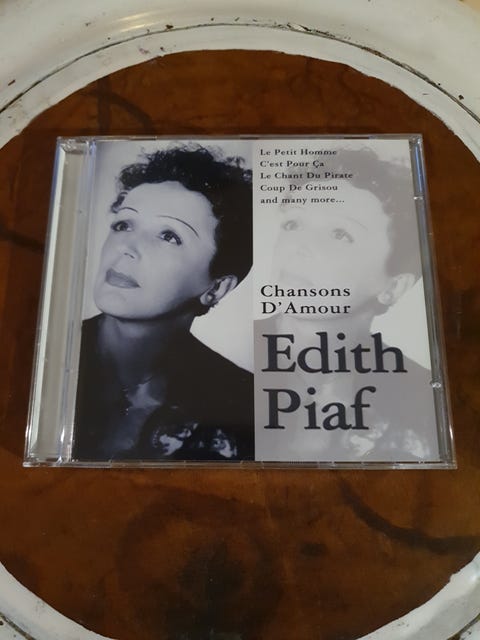 Le Petit Homme
C'est Pour Ça
Le Chant Du Pirate
Coup De Grisou
and many more...
Chansons
D'Amour
Edith
Piaf